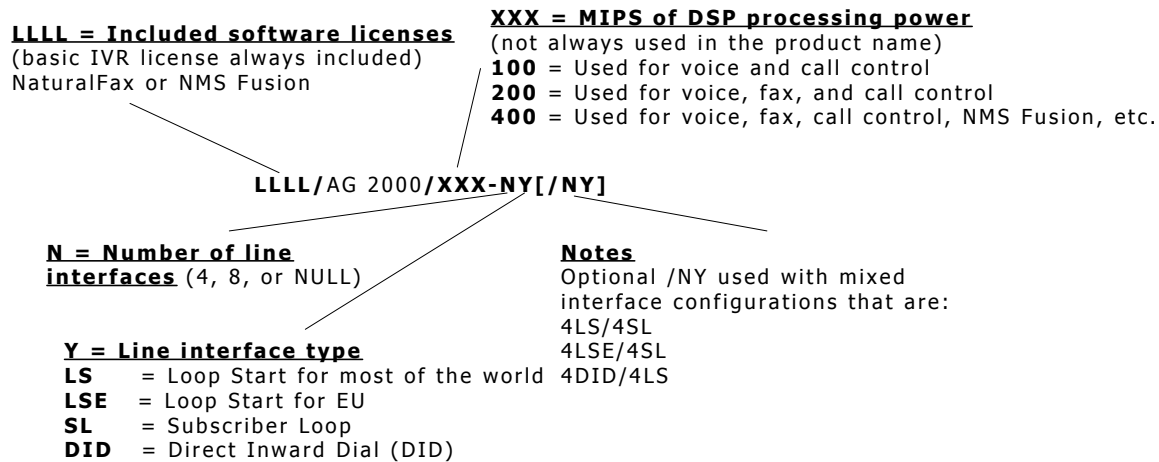 LLLL = Included software licenses
(basic IVR license always included)
NaturalFax or NMS Fusion
XXX = MIPS of DSP processing power
(not always used in the product name)
100 = Used for voice and call control
200 = Used for voice, fax, and call control
400 = Used for voice, fax, call control, NMS Fusion, etc.
LLLL/AG 2000/XXX-NY[/NY]
N = Number of line
interfaces (4, 8, or NULL)
Y = Line interface type
LS = Loop Start for most of the world
LSE = Loop Start for EU
SL = Subscriber Loop
DID = Direct Inward Dial (DID)
Notes
Optional /NY used with mixed
interface configurations that are:
4LS/4SL
4LSE/4SL
4DID/4LS